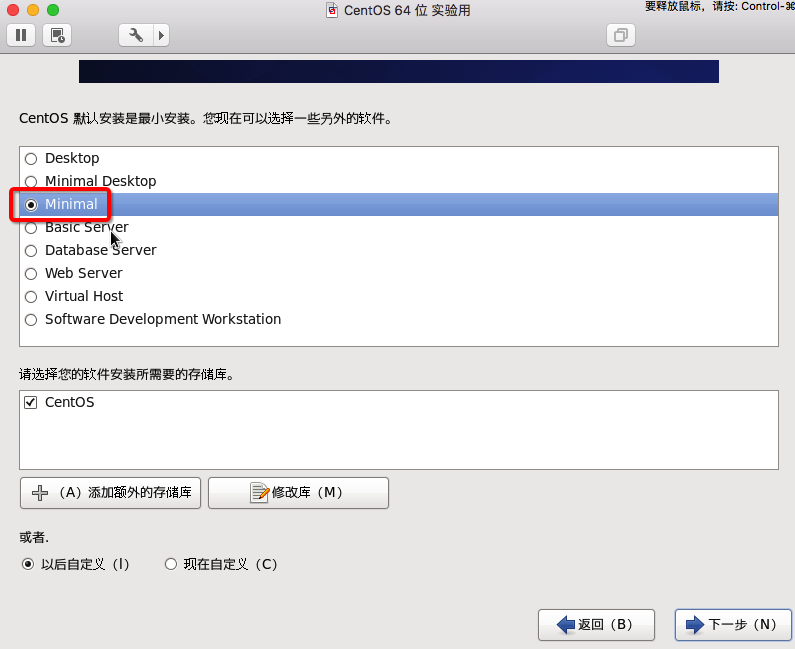 CentOS 64 位 实验用
要释放鼠标，请按: Control-⌘
CentOS 默认安装是最小安装。您现在可以选择一些另外的软件。
Desktop
Minimal Desktop
Minimal
Basic Server
Database Server
Web Server
Virtual Host
Software Development Workstation
请选择您的软件安装所需要的存储库。
CentOS
（A）添加额外的存储库 修改库（M）
或者.
以后自定义（l） 现在自定义（C）
返回（B） 下一步（N）